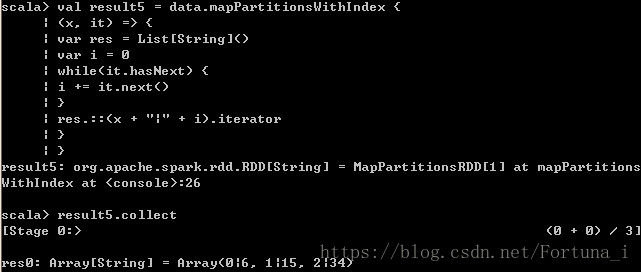 scala> val result5 = data.mapPartitionsWithIndex {
| (x, it) => {
| var res = List[String]()
| var i = 0
| while(it.hasNext) {
| i += it.next()
| }
| res.::(x + "|" + i).iterator
| }
| }
result5: org.apache.spark.rdd.RDD[String] = MapPartitionsRDD[1] at mapPartitions
WithIndex at <console>:26
scala> result5.collect
[Stage 0:> (0 + 0) / 3]
https://blog.csdn.net/Fortuna_i
res0: Array[String] = Array(0|6, 1|15, 2|34)